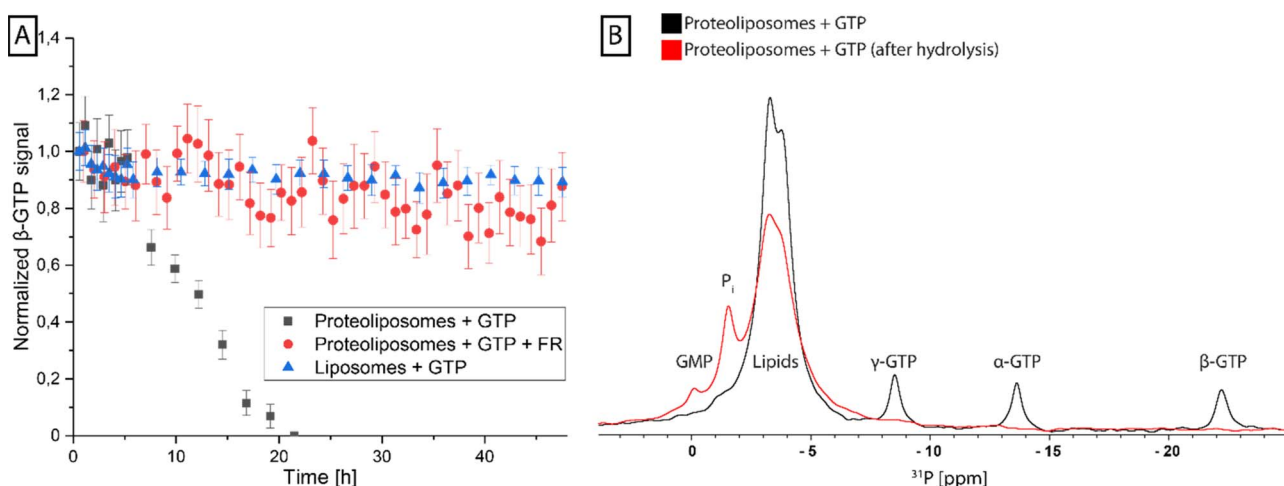 A
Normalized β-GTP signal
1,4
1,2
1,0
0,8
0,6
0,4
0,2
0
0
10
20
30
40
Time [h]
Proteoliposomes + GTP
Proteoliposomes + GTP + FR
Liposomes + GTP
B
Proteoliposomes + GTP
Proteoliposomes + GTP (after hydrolysis)
GMP
Pi
Lipids
γ-GTP
α-GTP
β-GTP
0
- 5
- 10
- 15
- 20
³¹P [ppm]